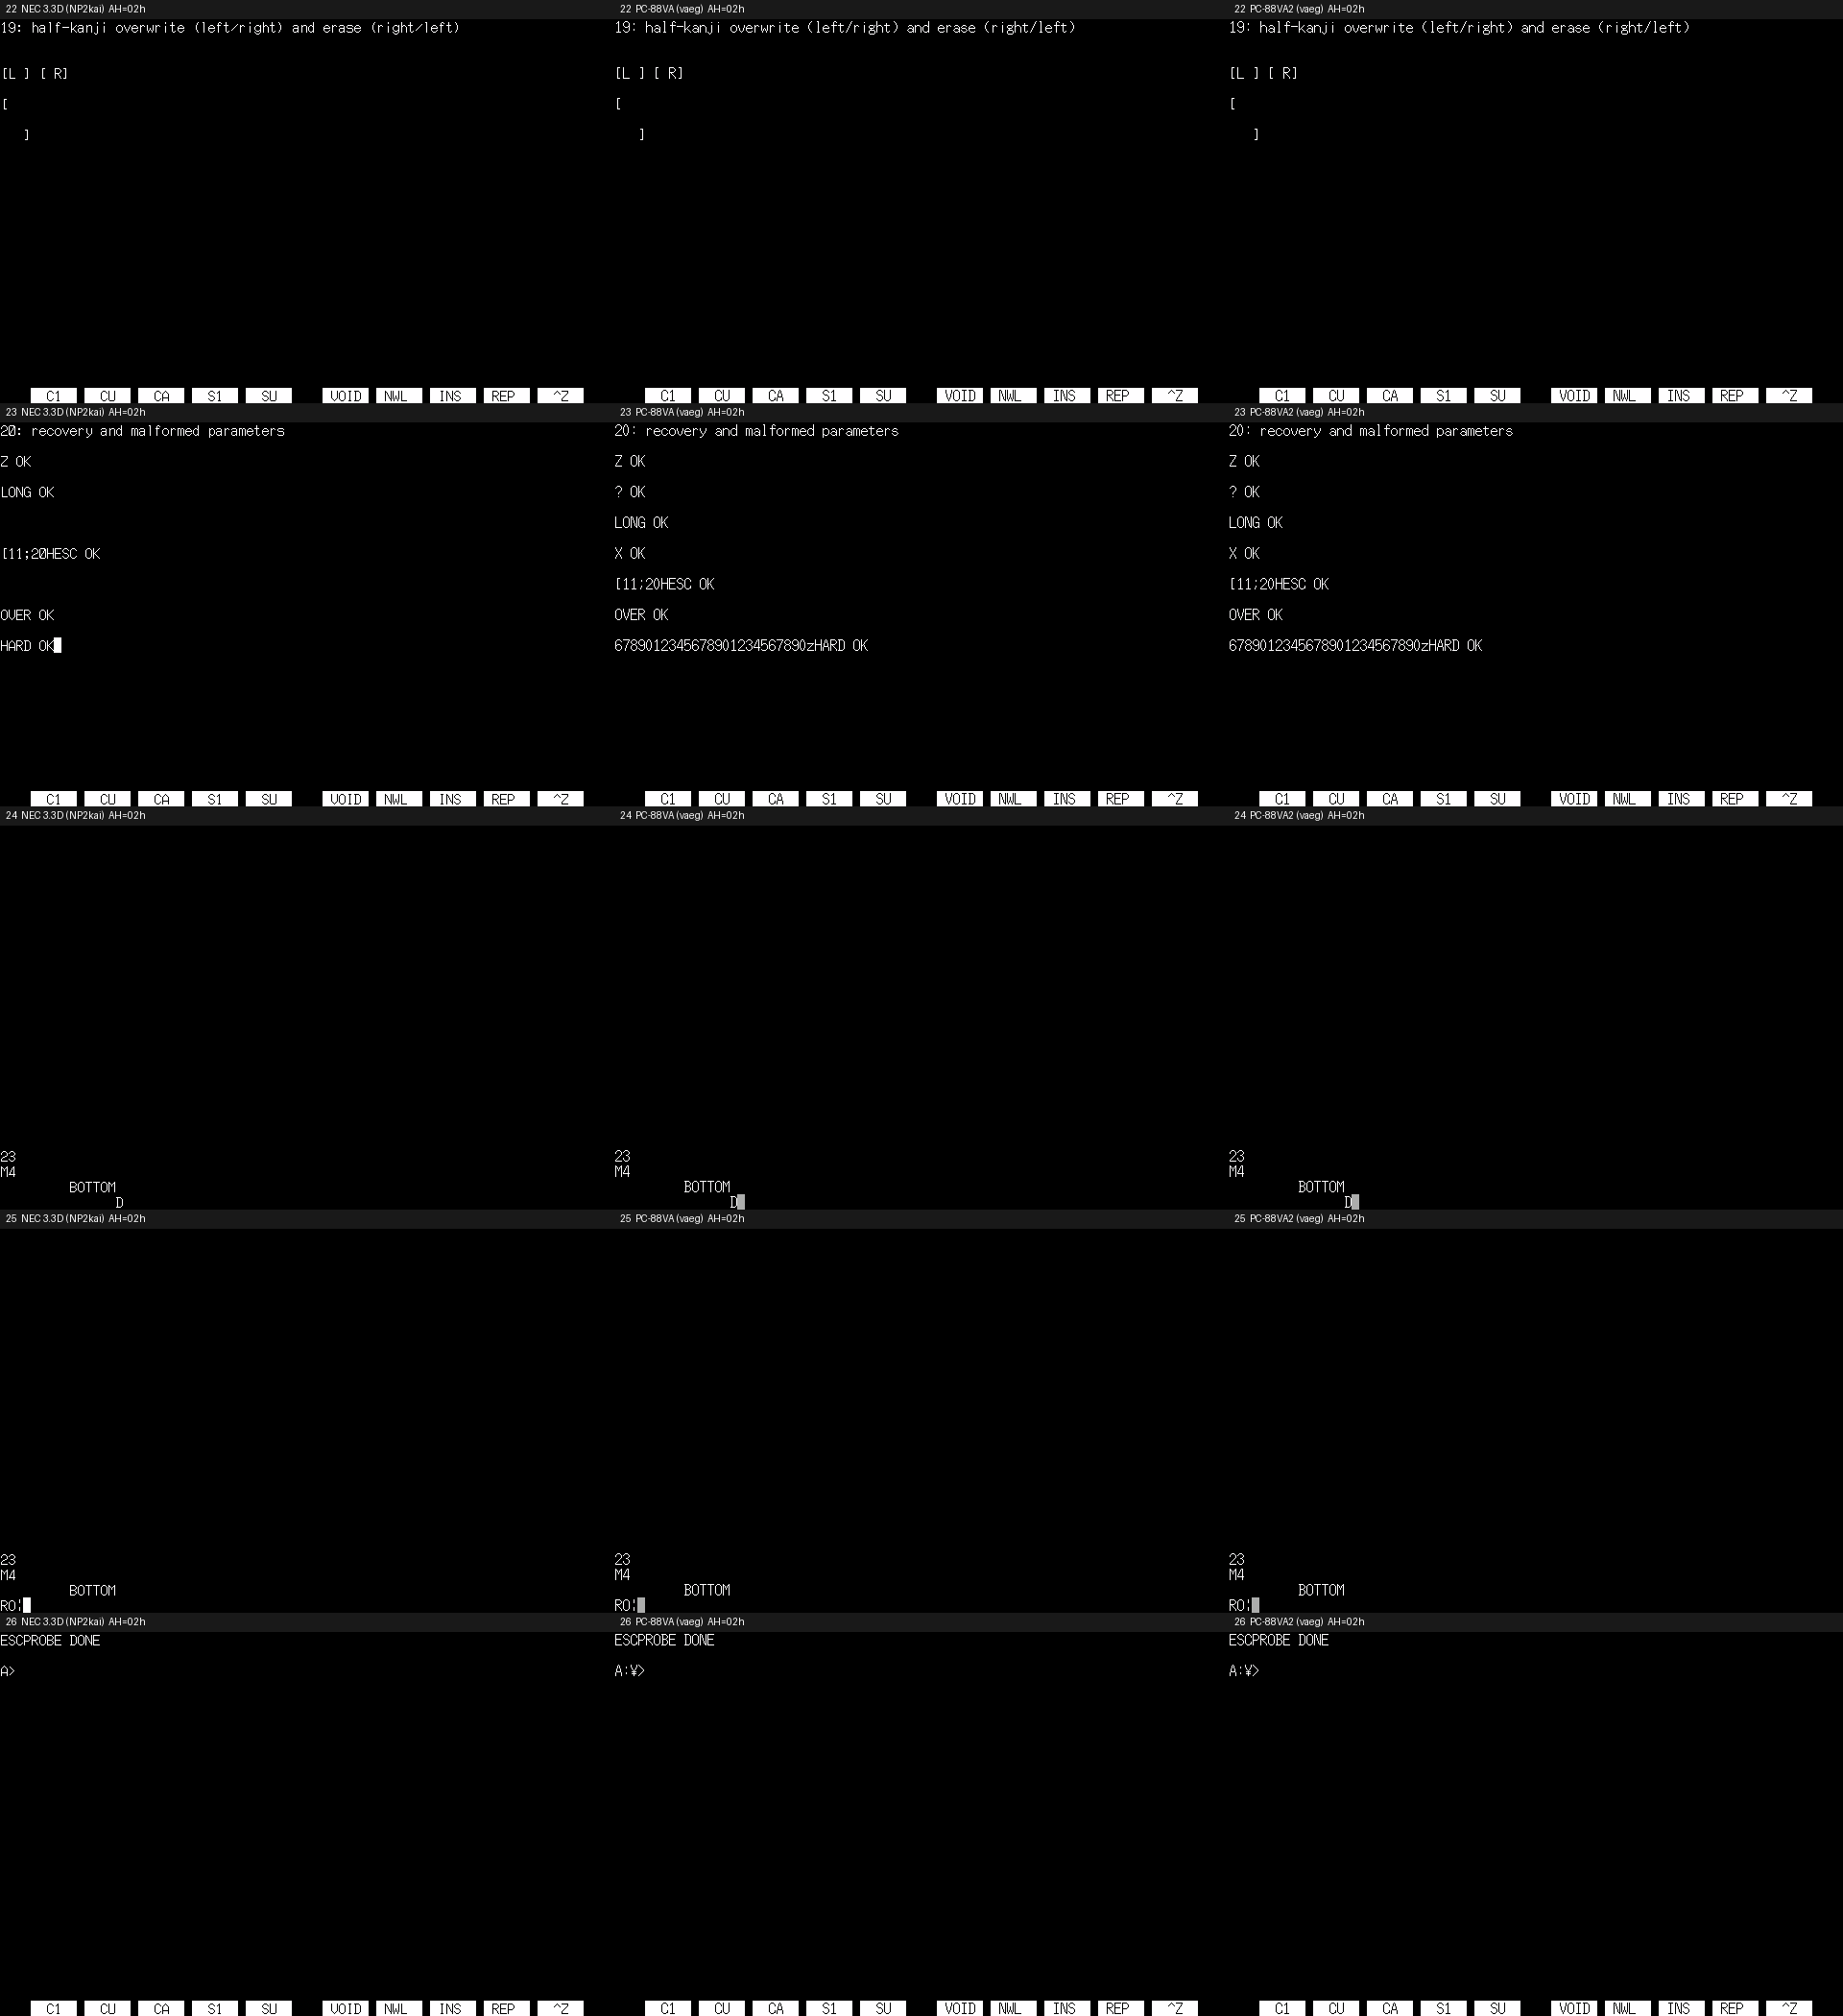 22 NEC 3.3D (NP2kai) AH=02h 22 PC-88VA (vaeg) AH=02h 22 PC-88VA2 (vaeg) AH=02h
19: half-kanji overwrite (left/right) and erase (right/left) 19: half-kanji overwrite (left/right) and erase (right/left) 19: half-kanji overwrite (left/right) and erase (right/left)
[L ] [ R] [L ] [ R] [L ] [ R]
[ [ [
] ] ]
C1 CU CA S1 SU VOID NWL INS REP ^Z C1 CU CA S1 SU VOID NWL INS REP ^Z C1 CU CA S1 SU VOID NWL INS REP ^Z
23 NEC 3.3D (NP2kai) AH=02h 23 PC-88VA (vaeg) AH=02h 23 PC-88VA2 (vaeg) AH=02h
20: recovery and malformed parameters 20: recovery and malformed parameters 20: recovery and malformed parameters
Z OK Z OK Z OK
LONG OK ? OK ? OK
LONG OK LONG OK
[11;20HESC OK X OK X OK
[11;20HESC OK [11;20HESC OK
OVER OK OVER OK OVER OK
HARD OK 6789012345678901234567890zHARD OK 6789012345678901234567890zHARD OK
C1 CU CA S1 SU VOID NWL INS REP ^Z C1 CU CA S1 SU VOID NWL INS REP ^Z C1 CU CA S1 SU VOID NWL INS REP ^Z
24 NEC 3.3D (NP2kai) AH=02h 24 PC-88VA (vaeg) AH=02h 24 PC-88VA2 (vaeg) AH=02h
23 23 23
M4 M4 M4
BOTTOM BOTTOM BOTTOM
D D D
25 NEC 3.3D (NP2kai) AH=02h 25 PC-88VA (vaeg) AH=02h 25 PC-88VA2 (vaeg) AH=02h
23 23 23
M4 M4 M4
BOTTOM BOTTOM BOTTOM
RO¦ RO¦ RO¦
26 NEC 3.3D (NP2kai) AH=02h 26 PC-88VA (vaeg) AH=02h 26 PC-88VA2 (vaeg) AH=02h
ESCPROBE DONE ESCPROBE DONE ESCPROBE DONE
A> A:¥> A:¥>
C1 CU CA S1 SU VOID NWL INS REP ^Z C1 CU CA S1 SU VOID NWL INS REP ^Z C1 CU CA S1 SU VOID NWL INS REP ^Z